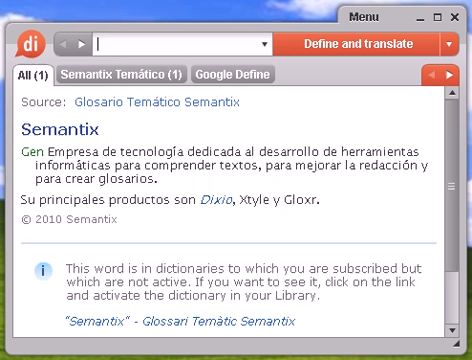 Menu
di
Define and translate
All (1)
Semantix Temático (1)
Google Define
Source: Glosario Temático Semantix
Semantix
Gen Empresa de tecnología dedicada al desarrollo de herramientas
informáticas para comprender textos, para mejorar la redacción y
para crear glosarios.
Su principales producto son Dixio, Xtyle y Gloxr.
© 2010 Semantix
i
This word is in dictionaries to which you are subscribed but
which are not active. If you want to see it, click on the link
and activate the dictionary in your Library.
"Semantix" - Glossari Temàtic Semantix